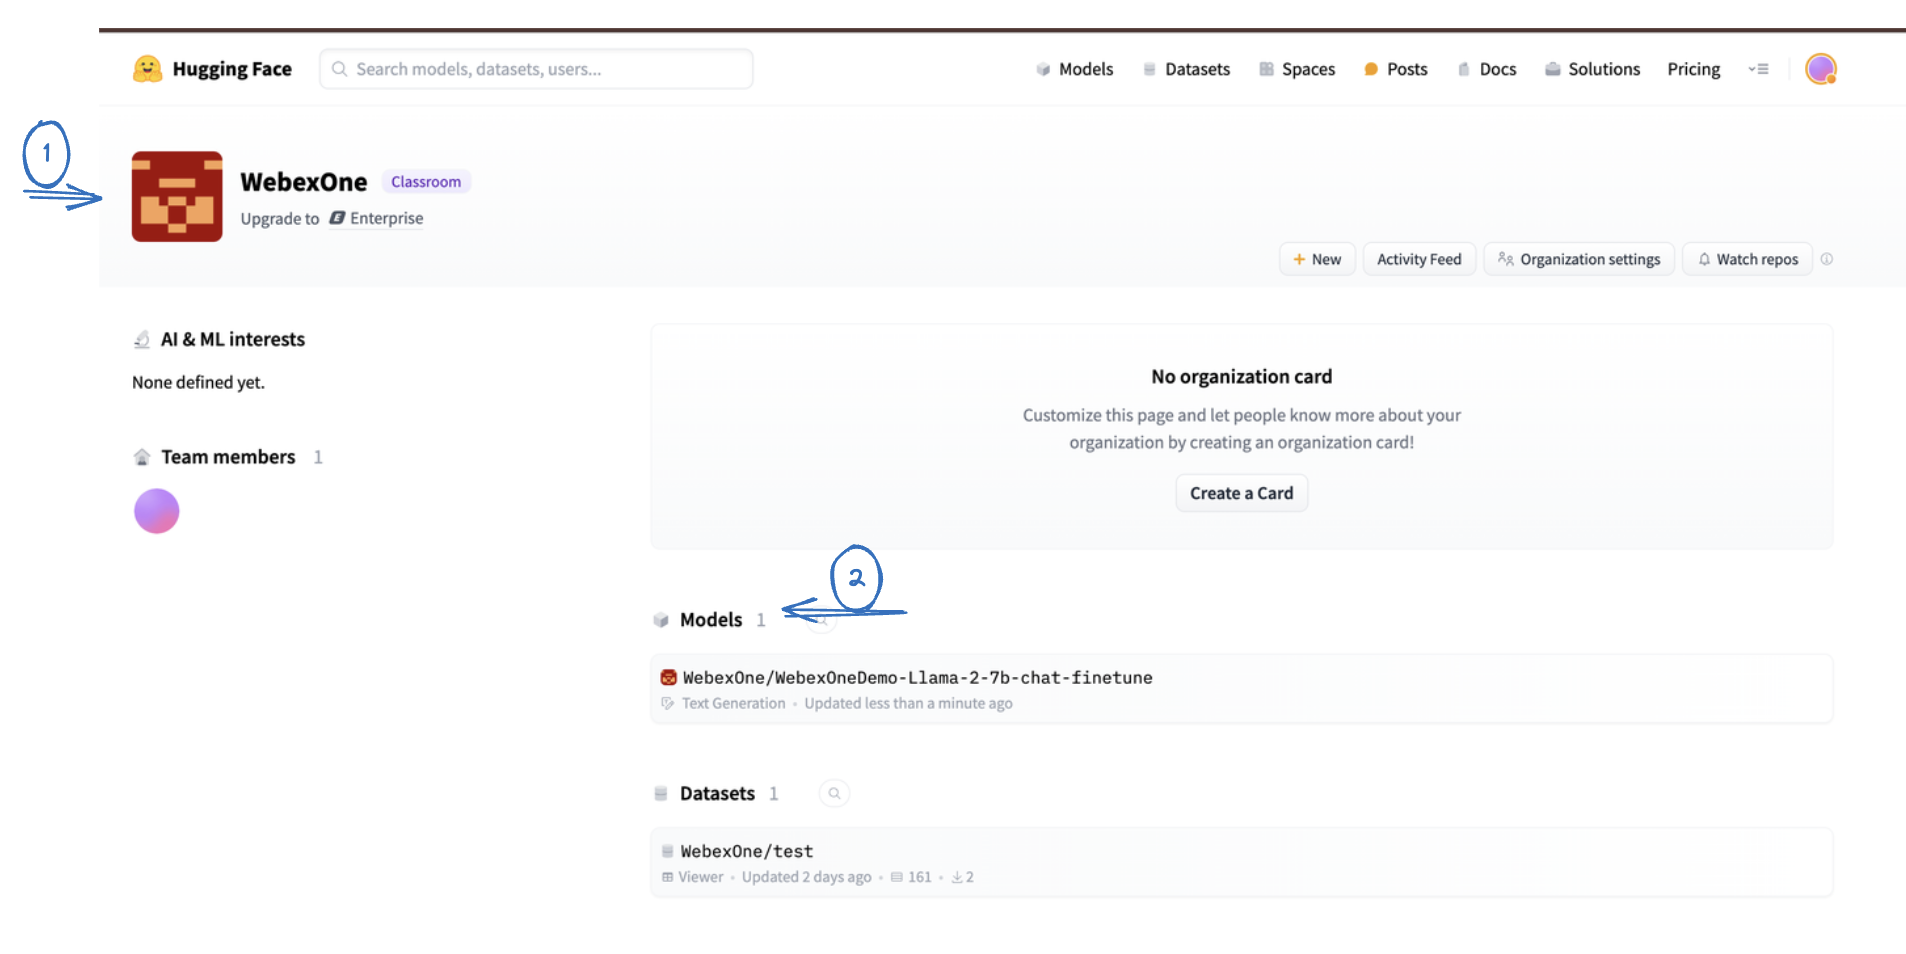 Hugging Face Search models, datasets, users... Models Datasets Spaces Posts Docs Solutions Pricing
1
WebexOne Classroom
Upgrade to E Enterprise
+ New Activity Feed Organization settings Watch repos
AI & ML interests
None defined yet.
Team members 1
No organization card
Customize this page and let people know more about your
organization by creating an organization card!
Create a Card
2
Models 1
WebexOne/WebexOneDemo-Llama-2-7b-chat-finetune
Text Generation • Updated less than a minute ago
Datasets 1
WebexOne/test
Viewer • Updated 2 days ago • 161 • 2